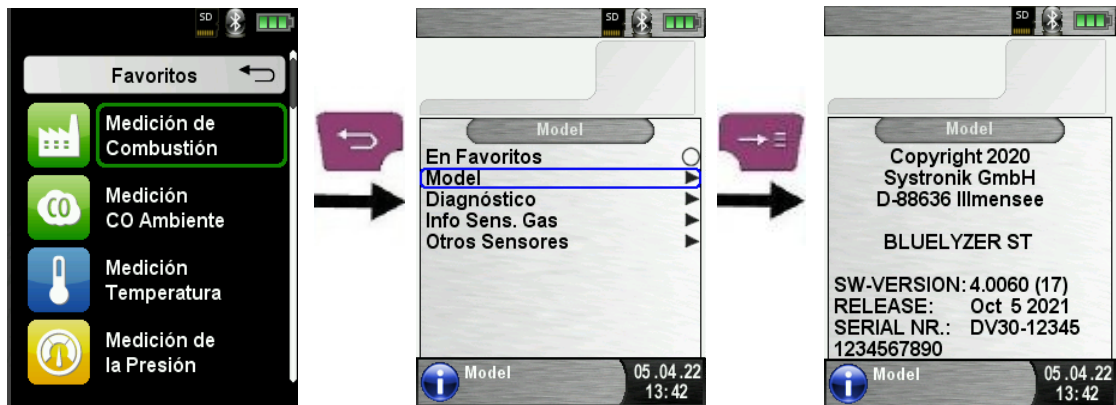 SD
Favoritos
Medición de
Combustión
CO
Medición
CO Ambiente
Medición
Temperatura
Medición de
la Presión
SD
Model
En Favoritos
Model
Diagnóstico
Info Sens. Gas
Otros Sensores
Model
05.04.22
13:42
SD
Model
Copyright 2020
Systronik GmbH
D-88636 Illmensee
BLUELYZER ST
SW-VERSION: 4.0060 (17)
RELEASE: Oct 5 2021
SERIAL NR.: DV30-12345
1234567890
Model
05.04.22
13:42